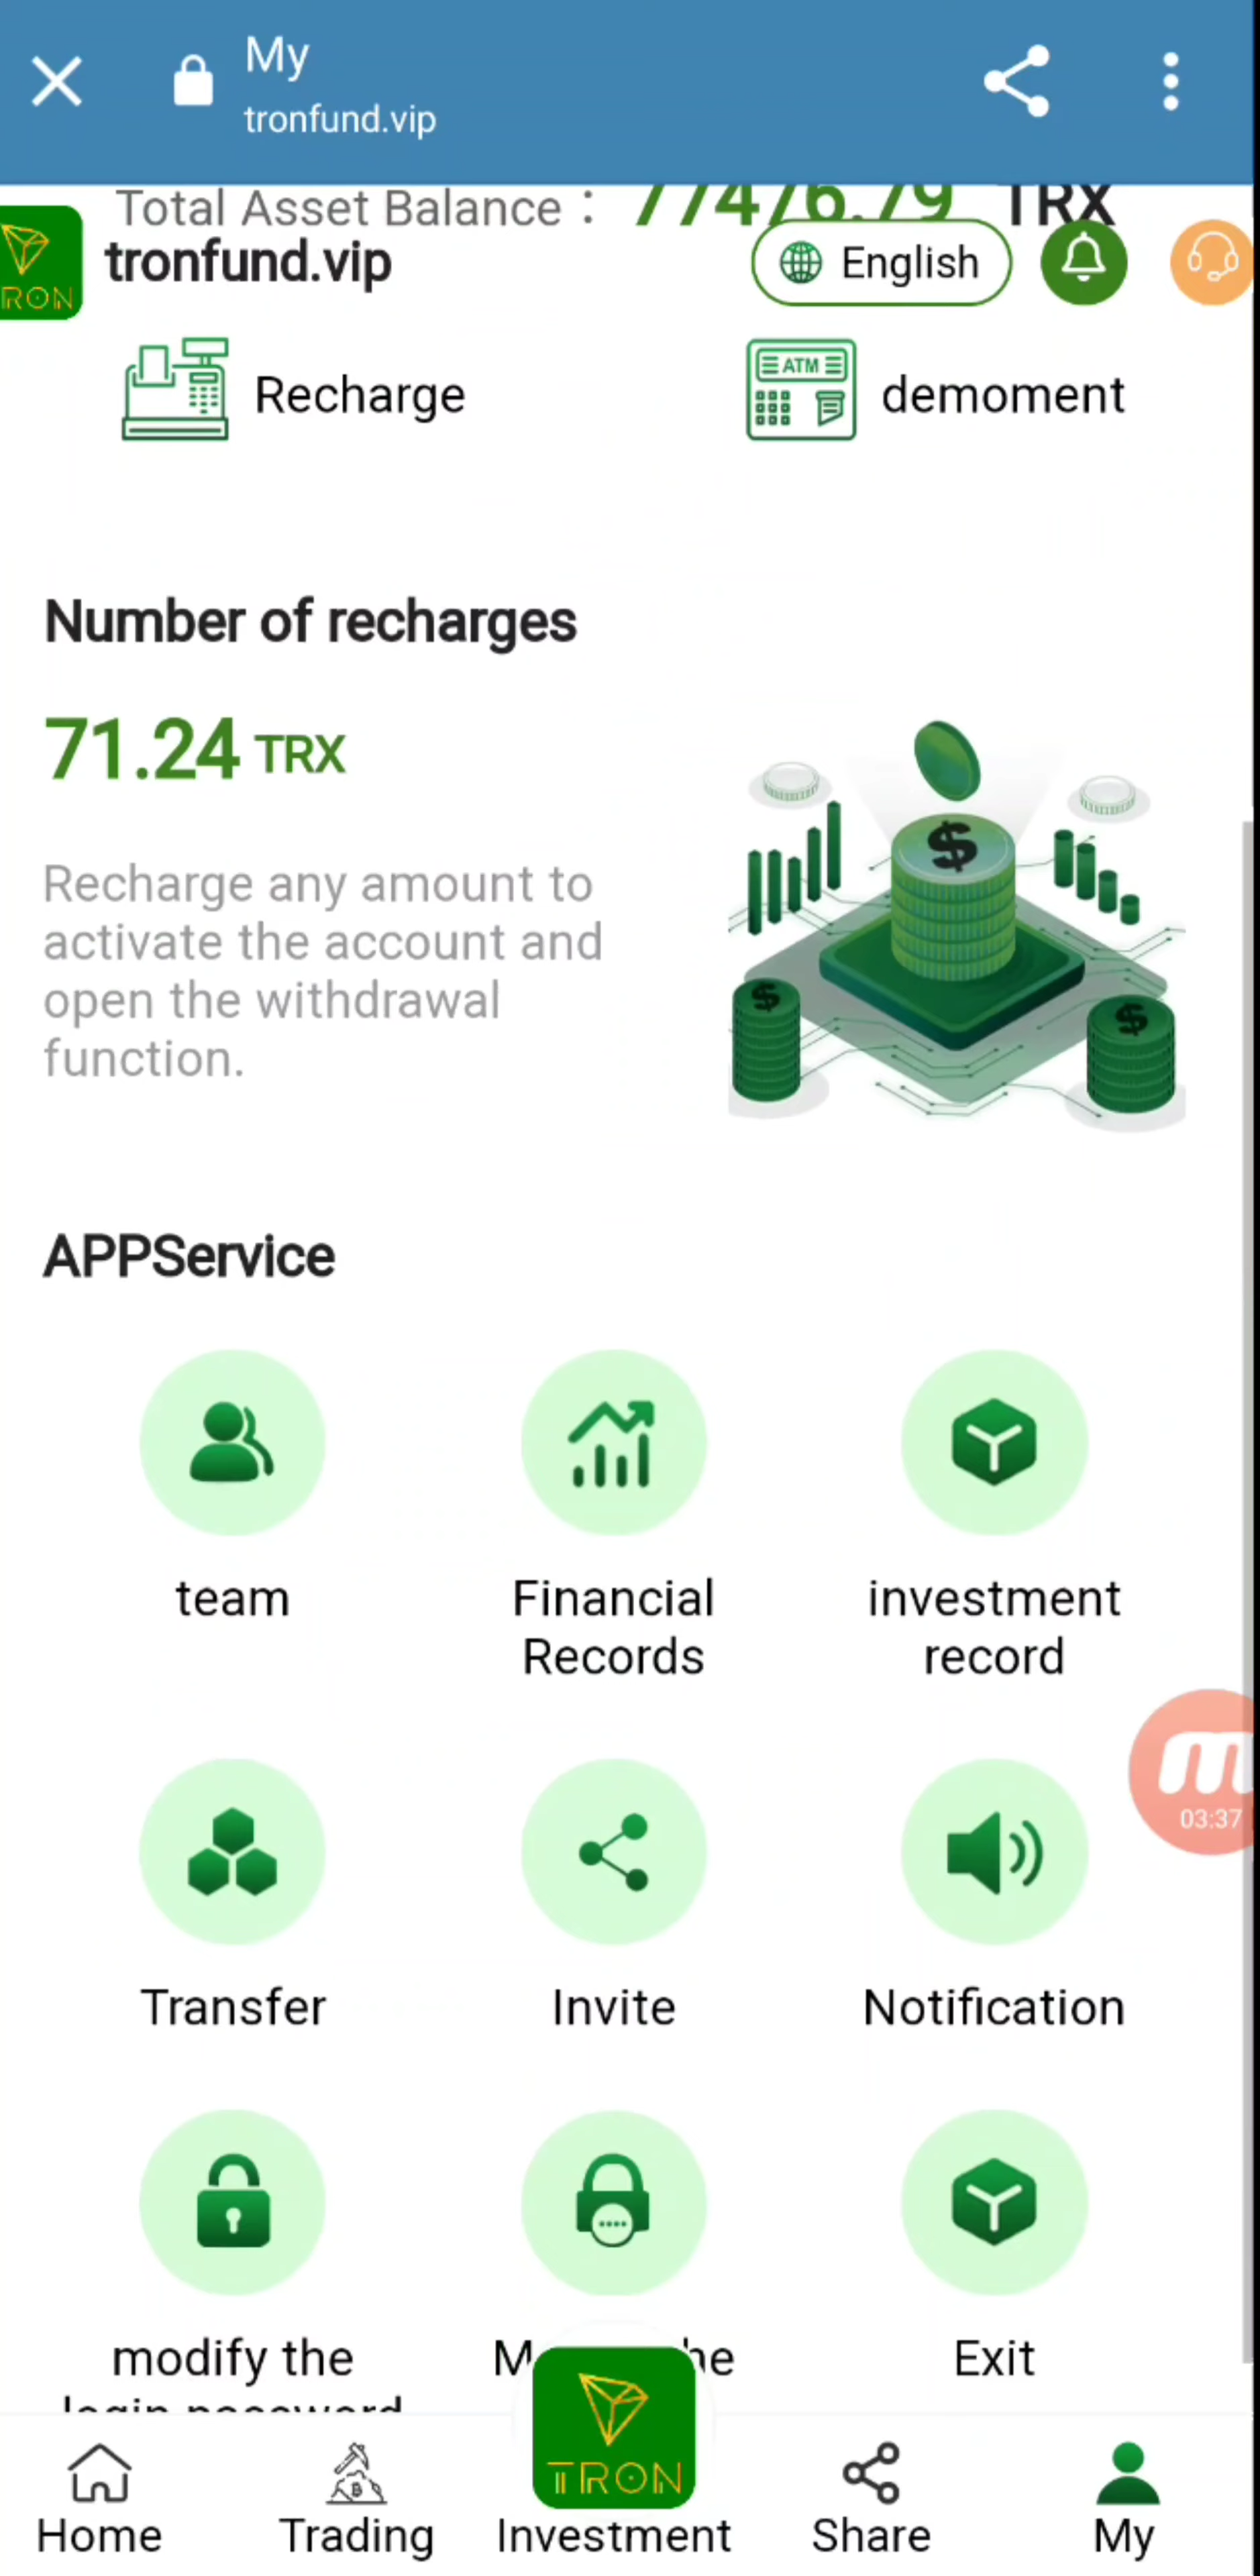 My
tronfund.vip
Total Asset Balance : 77476.79 TRX
RON
tronfund.vip
English
Recharge
ATM
demoment
Number of recharges
71.24 TRX
Recharge any amount to
activate the account and
open the withdrawal
function.
$
$
$
APPService
team
Financial
Records
investment
record
03:37
Transfer
Invite
Notification
modify the
login password
Exit
TRON
Home
Trading
Investment
Share
My